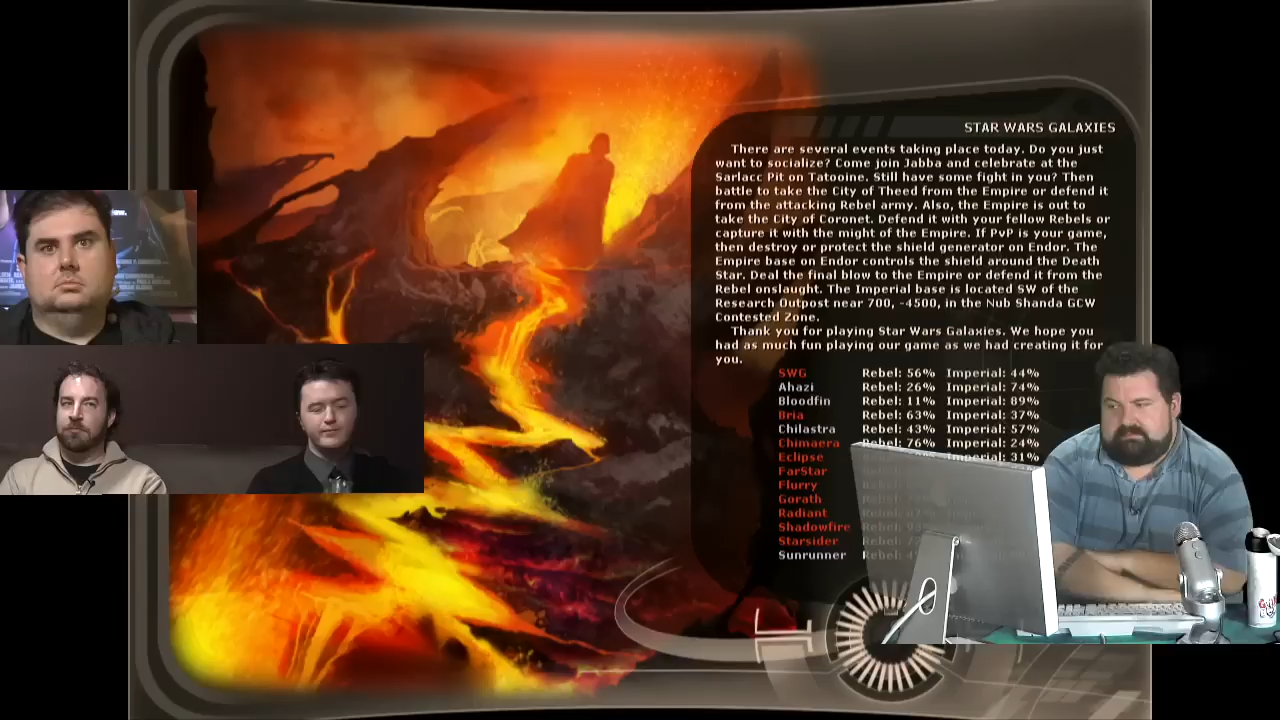 iew.
STAR WARS GALAXIES
There are several events taking place today. Do you just
want to socialize? Come join Jabba and celebrate at the
Sarlacc Pit on Tatooine. Still have some fight in you? Then
battle to take the City of Theed from the Empire or defend it
from the attacking Rebel army. Also, the Empire is out to
take the City of Coronet. Defend it with your fellow Rebels or
capture it with the might of the Empire. If PvP is your game,
then destroy or protect the shield generator on Endor. The
Empire base on Endor controls the shield around the Death
Star. Deal the final blow to the Empire or defend it from the
Rebel onslaught. The Imperial base is located SW of the
Research Outpost near 700, -4500, in the Nub Shanda GCW
Contested Zone.
Thank you for playing Star Wars Galaxies. We hope you
had as much fun playing our game as we had creating it for
you.
SWG Rebel: 56% Imperial: 44%
Ahazi Rebel: 26% Imperial: 74%
Bloodfin Rebel: 11% Imperial: 89%
Bria Rebel: 63% Imperial: 37%
Chilastra Rebel: 43% Imperial: 57%
Chimaera Rebel: 76% Imperial: 24%
Eclipse Imperial: 31%
FarStar
Flurry
Gorath
Radiant
Shadowfire Rebel:
Starsider Rebel:
Sunrunner Rebel: